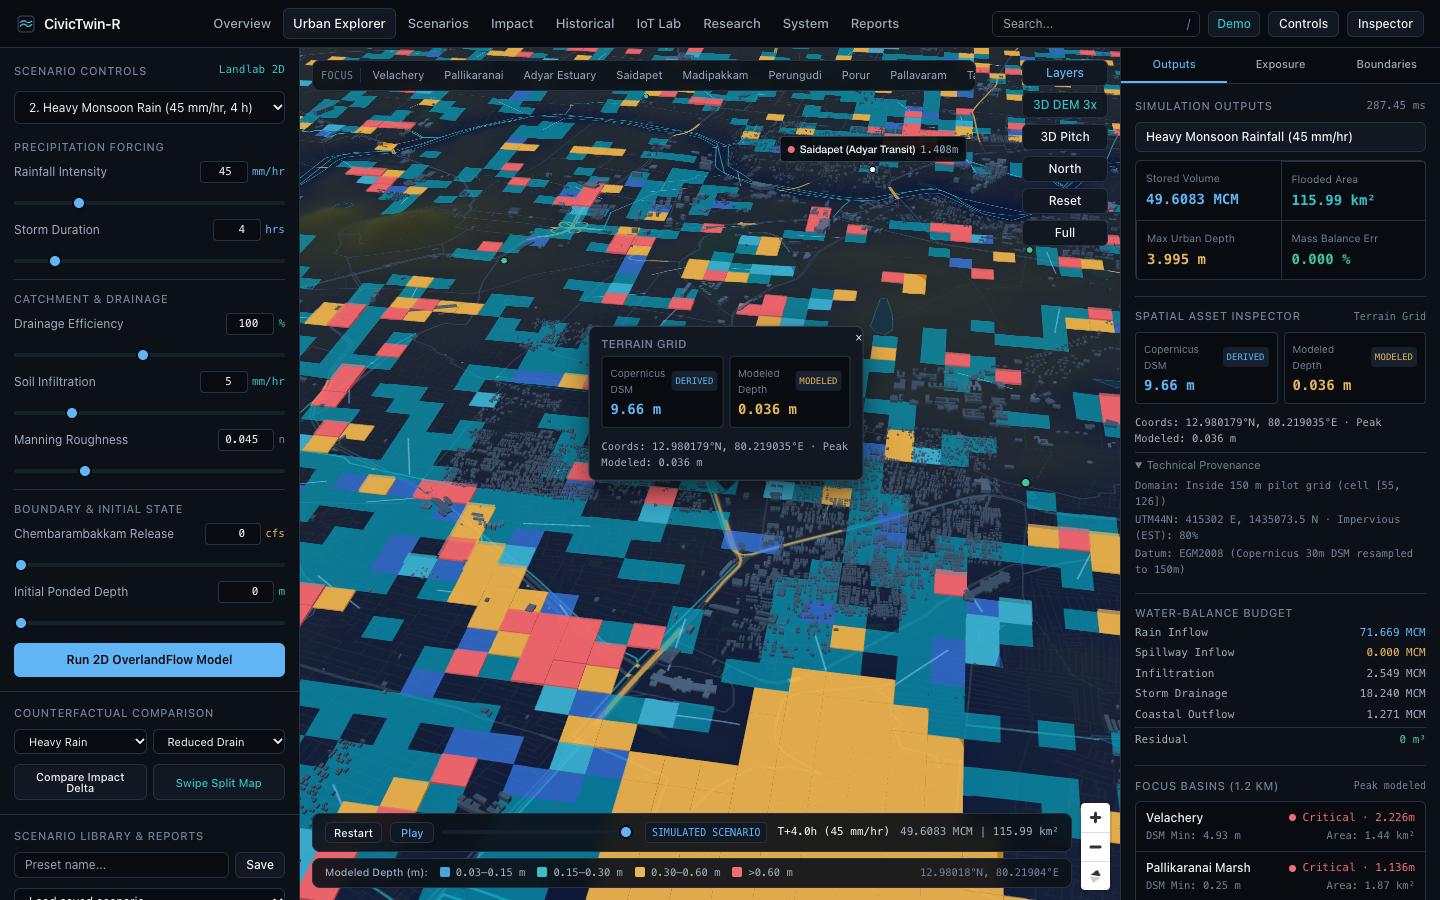 CivicTwin-R
Overview
Urban Explorer
Scenarios
Impact
Historical
IoT Lab
Research
System
Reports
Search...
/
Demo
Controls
Inspector
SCENARIO CONTROLS
Landlab 2D
2. Heavy Monsoon Rain (45 mm/hr, 4 h)
PRECIPITATION FORCING
Rainfall Intensity
45
mm/hr
Storm Duration
4
hrs
CATCHMENT & DRAINAGE
Drainage Efficiency
100
%
Soil Infiltration
5
mm/hr
Manning Roughness
0.045
n
BOUNDARY & INITIAL STATE
Chembarambakkam Release
0
cfs
Initial Ponded Depth
0
m
Run 2D OverlandFlow Model
COUNTERFACTUAL COMPARISON
Heavy Rain
Reduced Drain
Compare Impact
Delta
Swipe Split Map
SCENARIO LIBRARY & REPORTS
Preset name...
Save
FOCUS
Velachery
Pallikaranai
Adyar Estuary
Saidapet
Madipakkam
Perungudi
Porur
Pallavaram
Layers
3D DEM 3x
3D Pitch
North
Reset
Full
Saidapet (Adyar Transit) 1.408m
TERRAIN GRID
x
Copernicus
DSM
DERIVED
9.66 m
Modeled
Depth
MODELED
0.036 m
Coords: 12.980179°N, 80.219035°E · Peak
Modeled: 0.036 m
Restart
Play
SIMULATED SCENARIO
T+4.0h (45 mm/hr)
49.6083 MCM | 115.99 km²
Modeled Depth (m):
0.03–0.15 m
0.15–0.30 m
0.30–0.60 m
>0.60 m
12.98018°N, 80.21904°E
Outputs
Exposure
Boundaries
SIMULATION OUTPUTS
287.45 ms
Heavy Monsoon Rainfall (45 mm/hr)
Stored Volume
49.6083 MCM
Flooded Area
115.99 km²
Max Urban Depth
3.995 m
Mass Balance Err
0.000 %
SPATIAL ASSET INSPECTOR
Terrain Grid
Copernicus
DSM
DERIVED
9.66 m
Modeled
Depth
MODELED
0.036 m
Coords: 12.980179°N, 80.219035°E · Peak
Modeled: 0.036 m
▼ Technical Provenance
Domain: Inside 150 m pilot grid (cell [55,
126])
UTM44N: 415302 E, 1435073.5 N · Impervious
(EST): 80%
Datum: EGM2008 (Copernicus 30m DSM resampled
to 150m)
WATER-BALANCE BUDGET
Rain Inflow
71.669 MCM
Spillway Inflow
0.000 MCM
Infiltration
2.549 MCM
Storm Drainage
18.240 MCM
Coastal Outflow
1.271 MCM
Residual
0 m³
FOCUS BASINS (1.2 KM)
Peak modeled
Velachery
Critical · 2.226m
DSM Min: 4.93 m
Area: 1.44 km²
Pallikaranai Marsh
Critical · 1.136m
DSM Min: 0.25 m
Area: 1.87 km²